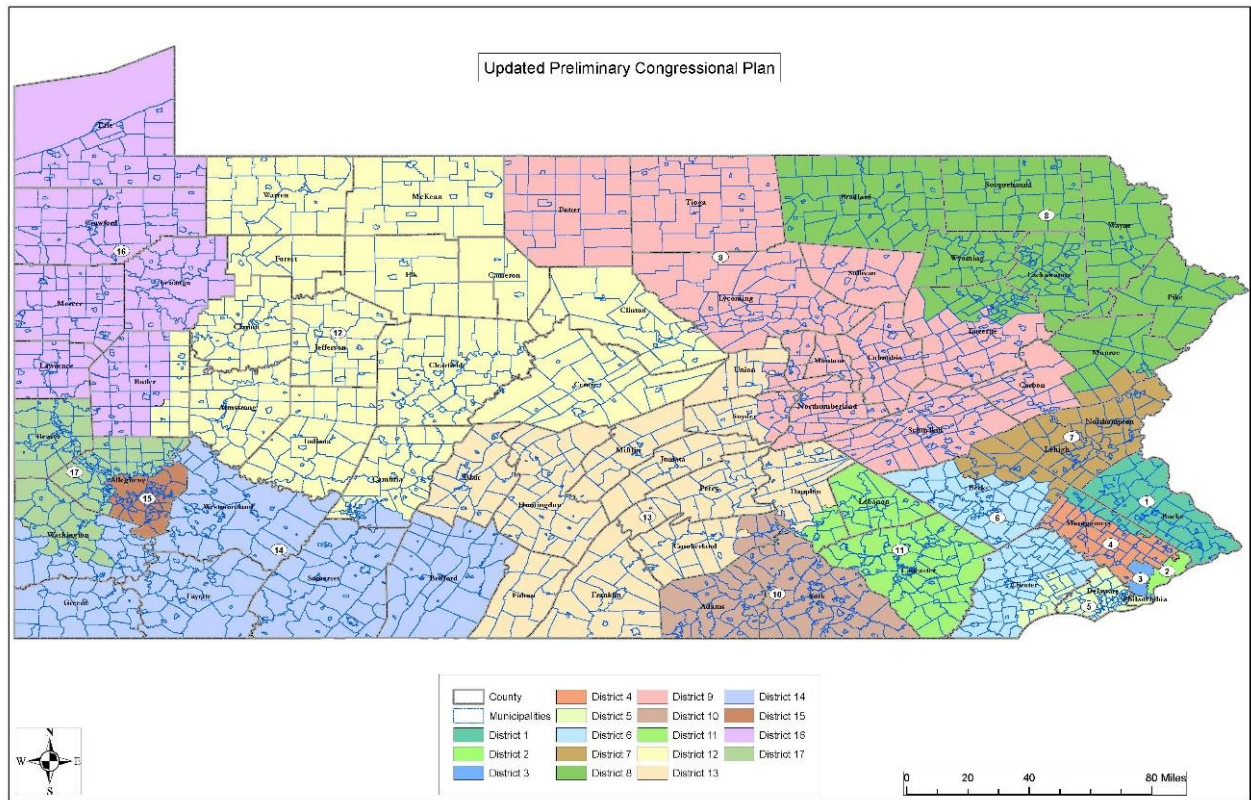 Updated Preliminary Congressional Plan
Erie
Warren
McKean
Potter
Tioga
Bradford
Susquehanna
8
Wayne
Crawford
16
Forest
Elk
Cameron
9
Sullivan
Wyoming
Lackawanna
Venango
Mercer
Clarion
12
Jefferson
Clinton
Lycoming
Pike
Luzerne
Monroe
Lawrence
Butler
Clearfield
Centre
Union
Montour
Columbia
Carbon
Armstrong
Snyder
Northumberland
Beaver
Indiana
Schuylkill
Northampton
17
Allegheny
15
Cambria
Blair
Mifflin
Juniata
7
Lehigh
Westmoreland
Huntingdon
Perry
Dauphin
Lebanon
Berks
1
Bucks
Washington
14
13
Cumberland
6
Montgomery
4
Greene
Fayette
Somerset
Bedford
Fulton
Franklin
Adams
10
York
11
Lancaster
Chester
3
2
Delaware
5
Philadelphia
County
Municipalities
District 1
District 2
District 3
District 4
District 5
District 6
District 7
District 8
District 9
District 10
District 11
District 12
District 13
District 14
District 15
District 16
District 17
N
W E
S
0 20 40 80 Miles